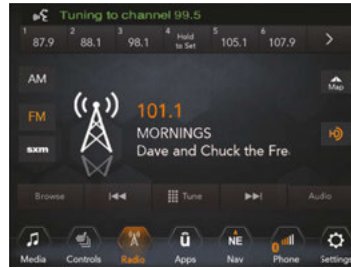 Tuning to channel 99.5
1 87.9 2 88.1 3 98.1 4 Hold to Set 5 105.1 6 107.9
AM
Map
FM
101.1
MORNINGS
sxm
Dave and Chuck the Fre
Browse Tune Audio
Media Controls Radio ū Apps NE Nav Phone Settings